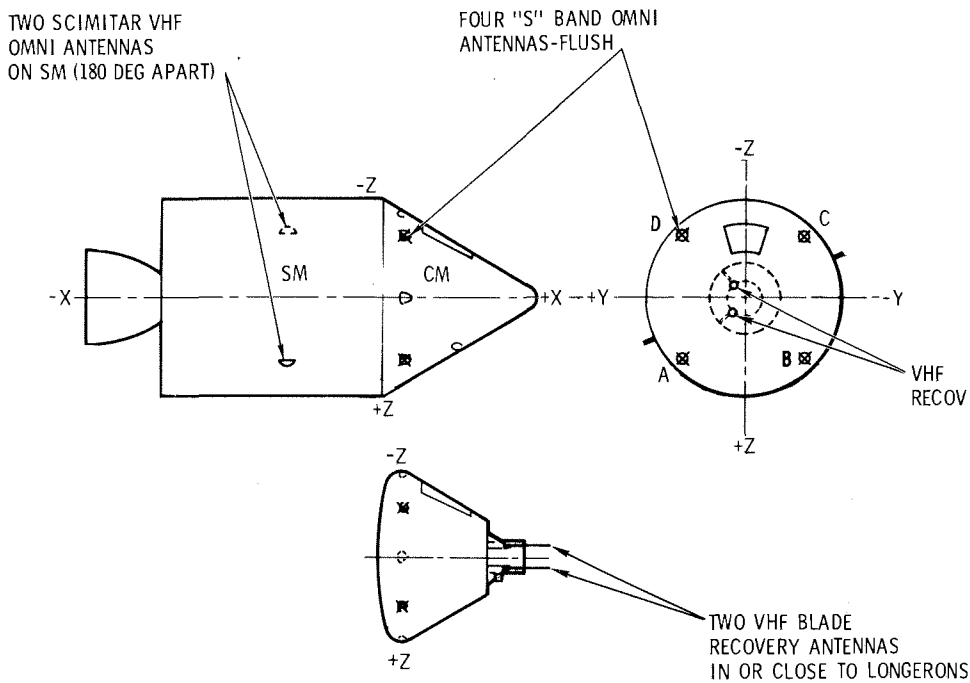 TWO SCIMITAR VHF
OMNI ANTENNAS
ON SM (180 DEG APART)
FOUR "S" BAND OMNI
ANTENNAS-FLUSH
-Z
-Z
D
C
SM
CM
-X
+X
+Y
-Y
A
B
VHF
RECOV
+Z
+Z
-Z
+Z
TWO VHF BLADE
RECOVERY ANTENNAS
IN OR CLOSE TO LONGERONS